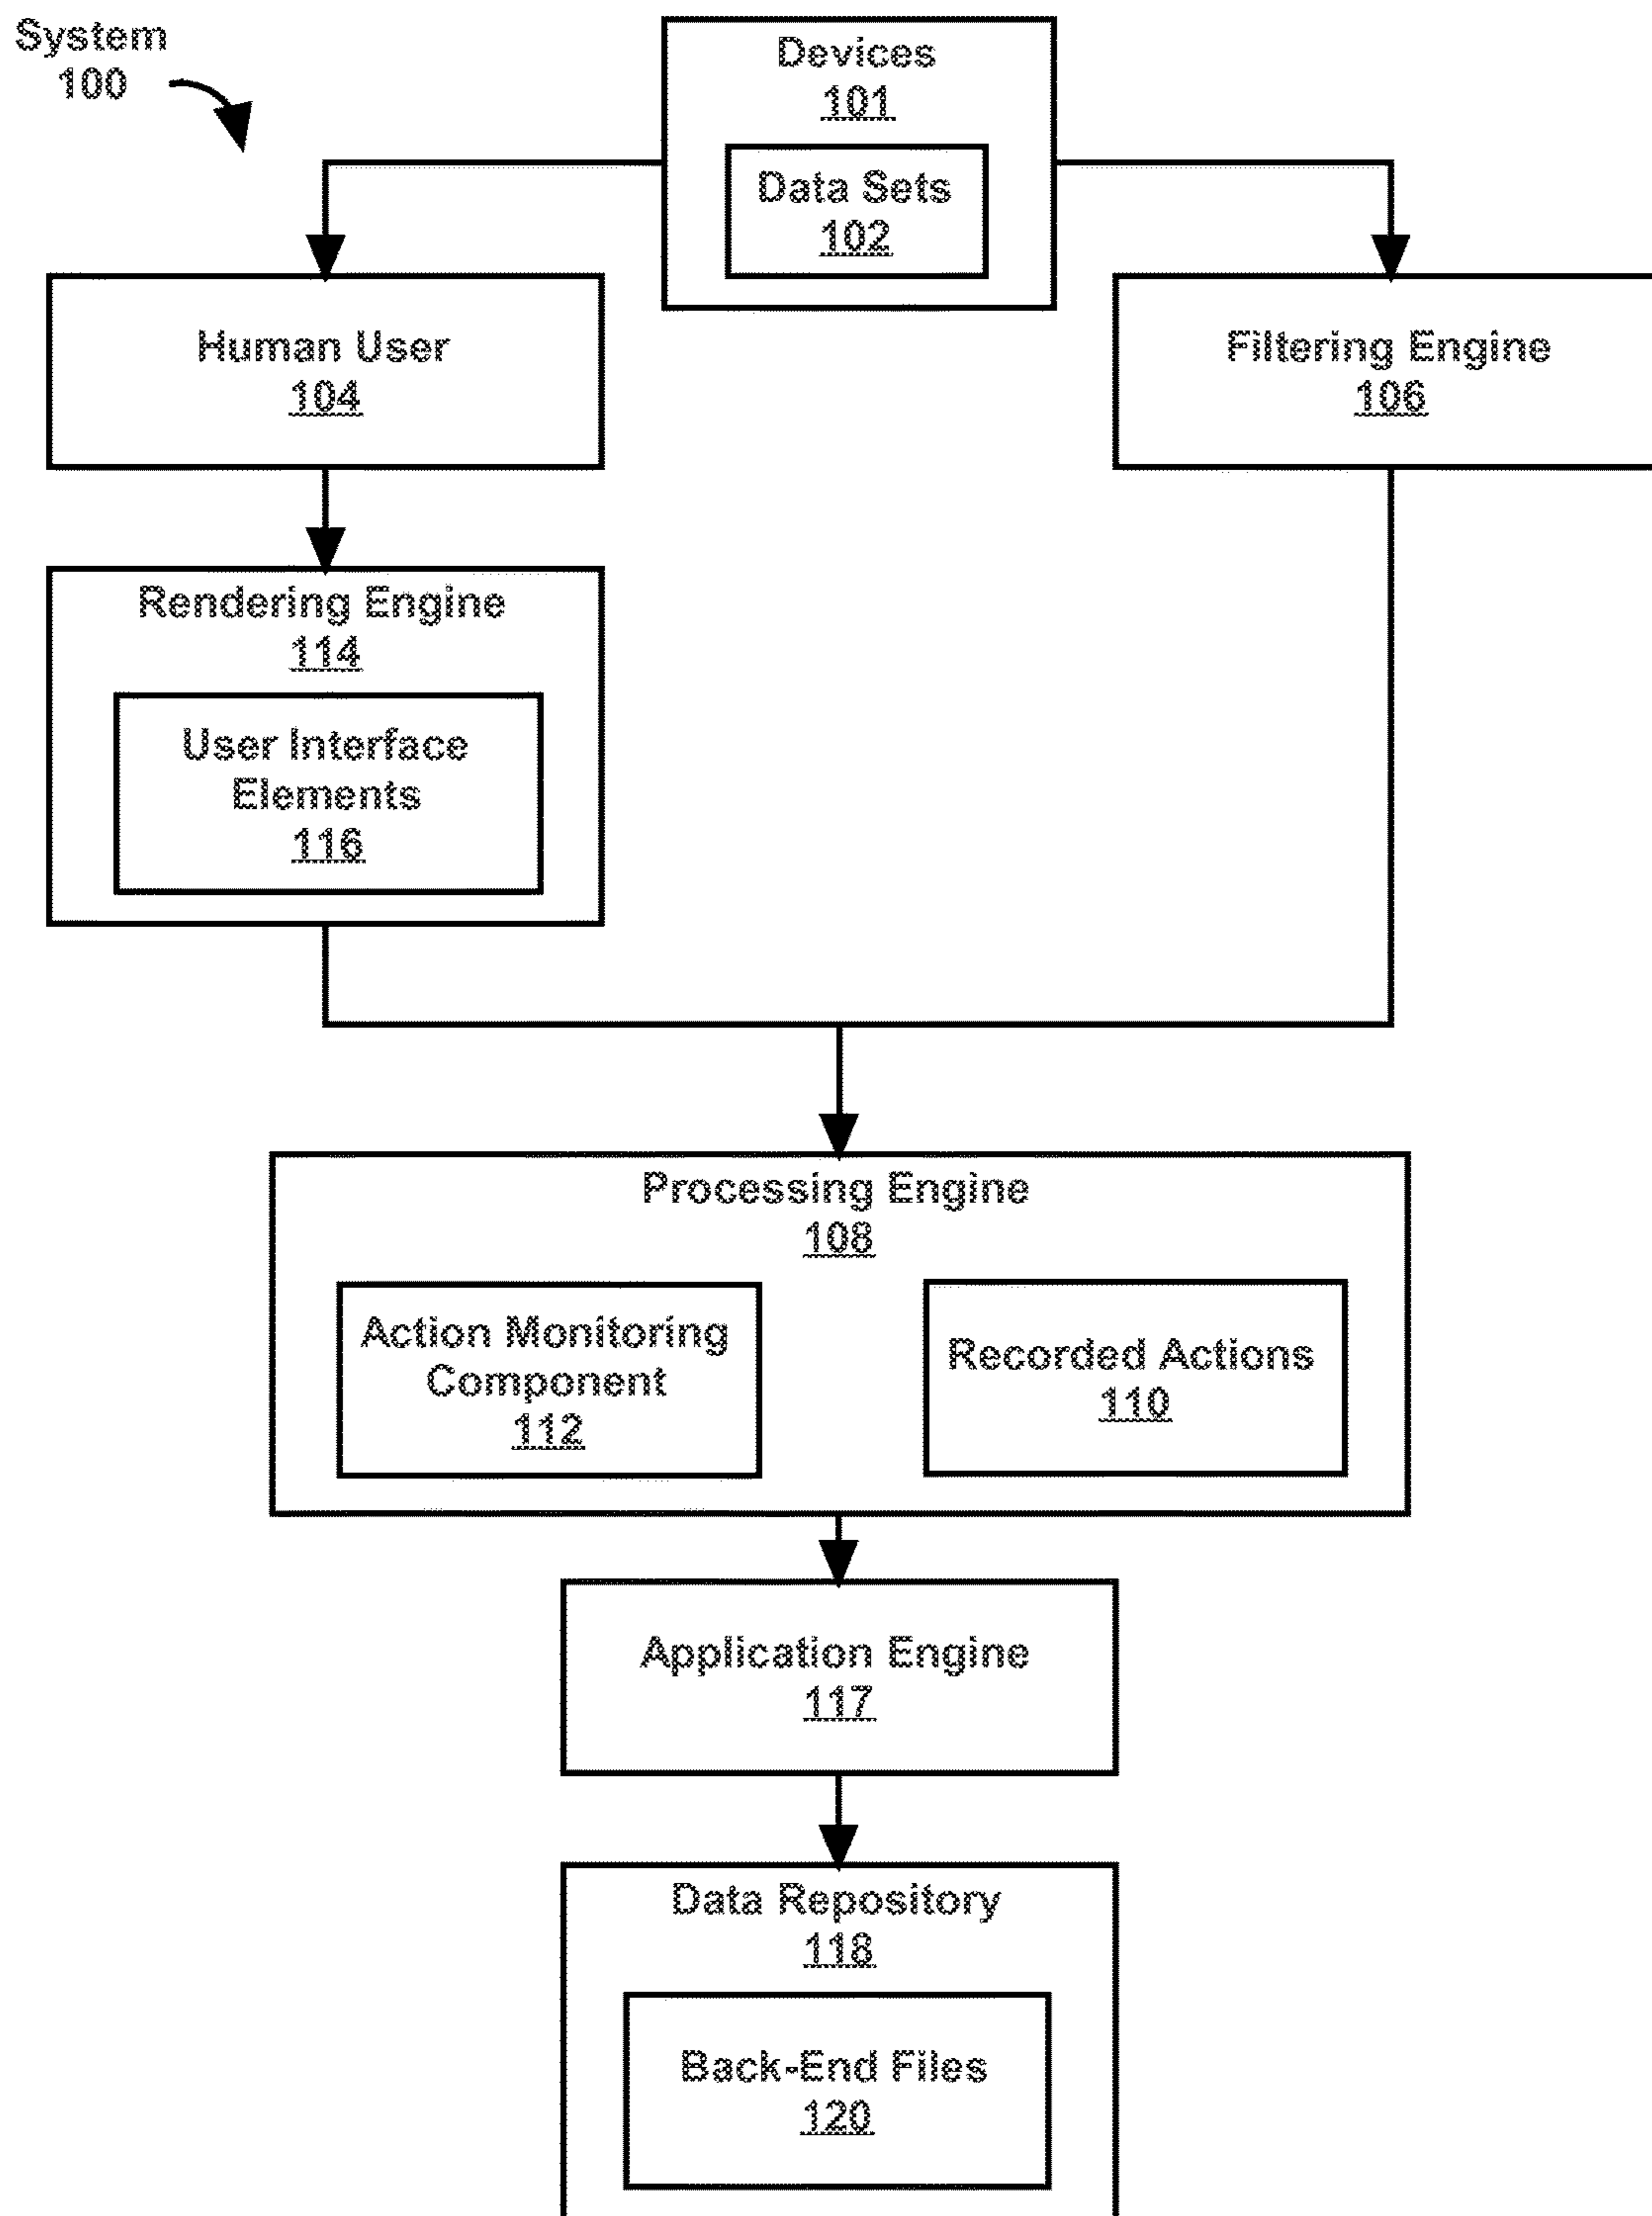 System
100
Devices
101
Data Sets
102
Human User
104
Filtering Engine
106
Rendering Engine
114
User Interface
Elements
116
Processing Engine
108
Action Monitoring
Component
112
Recorded Actions
110
Application Engine
117
Data Repository
118
Back-End Files
120